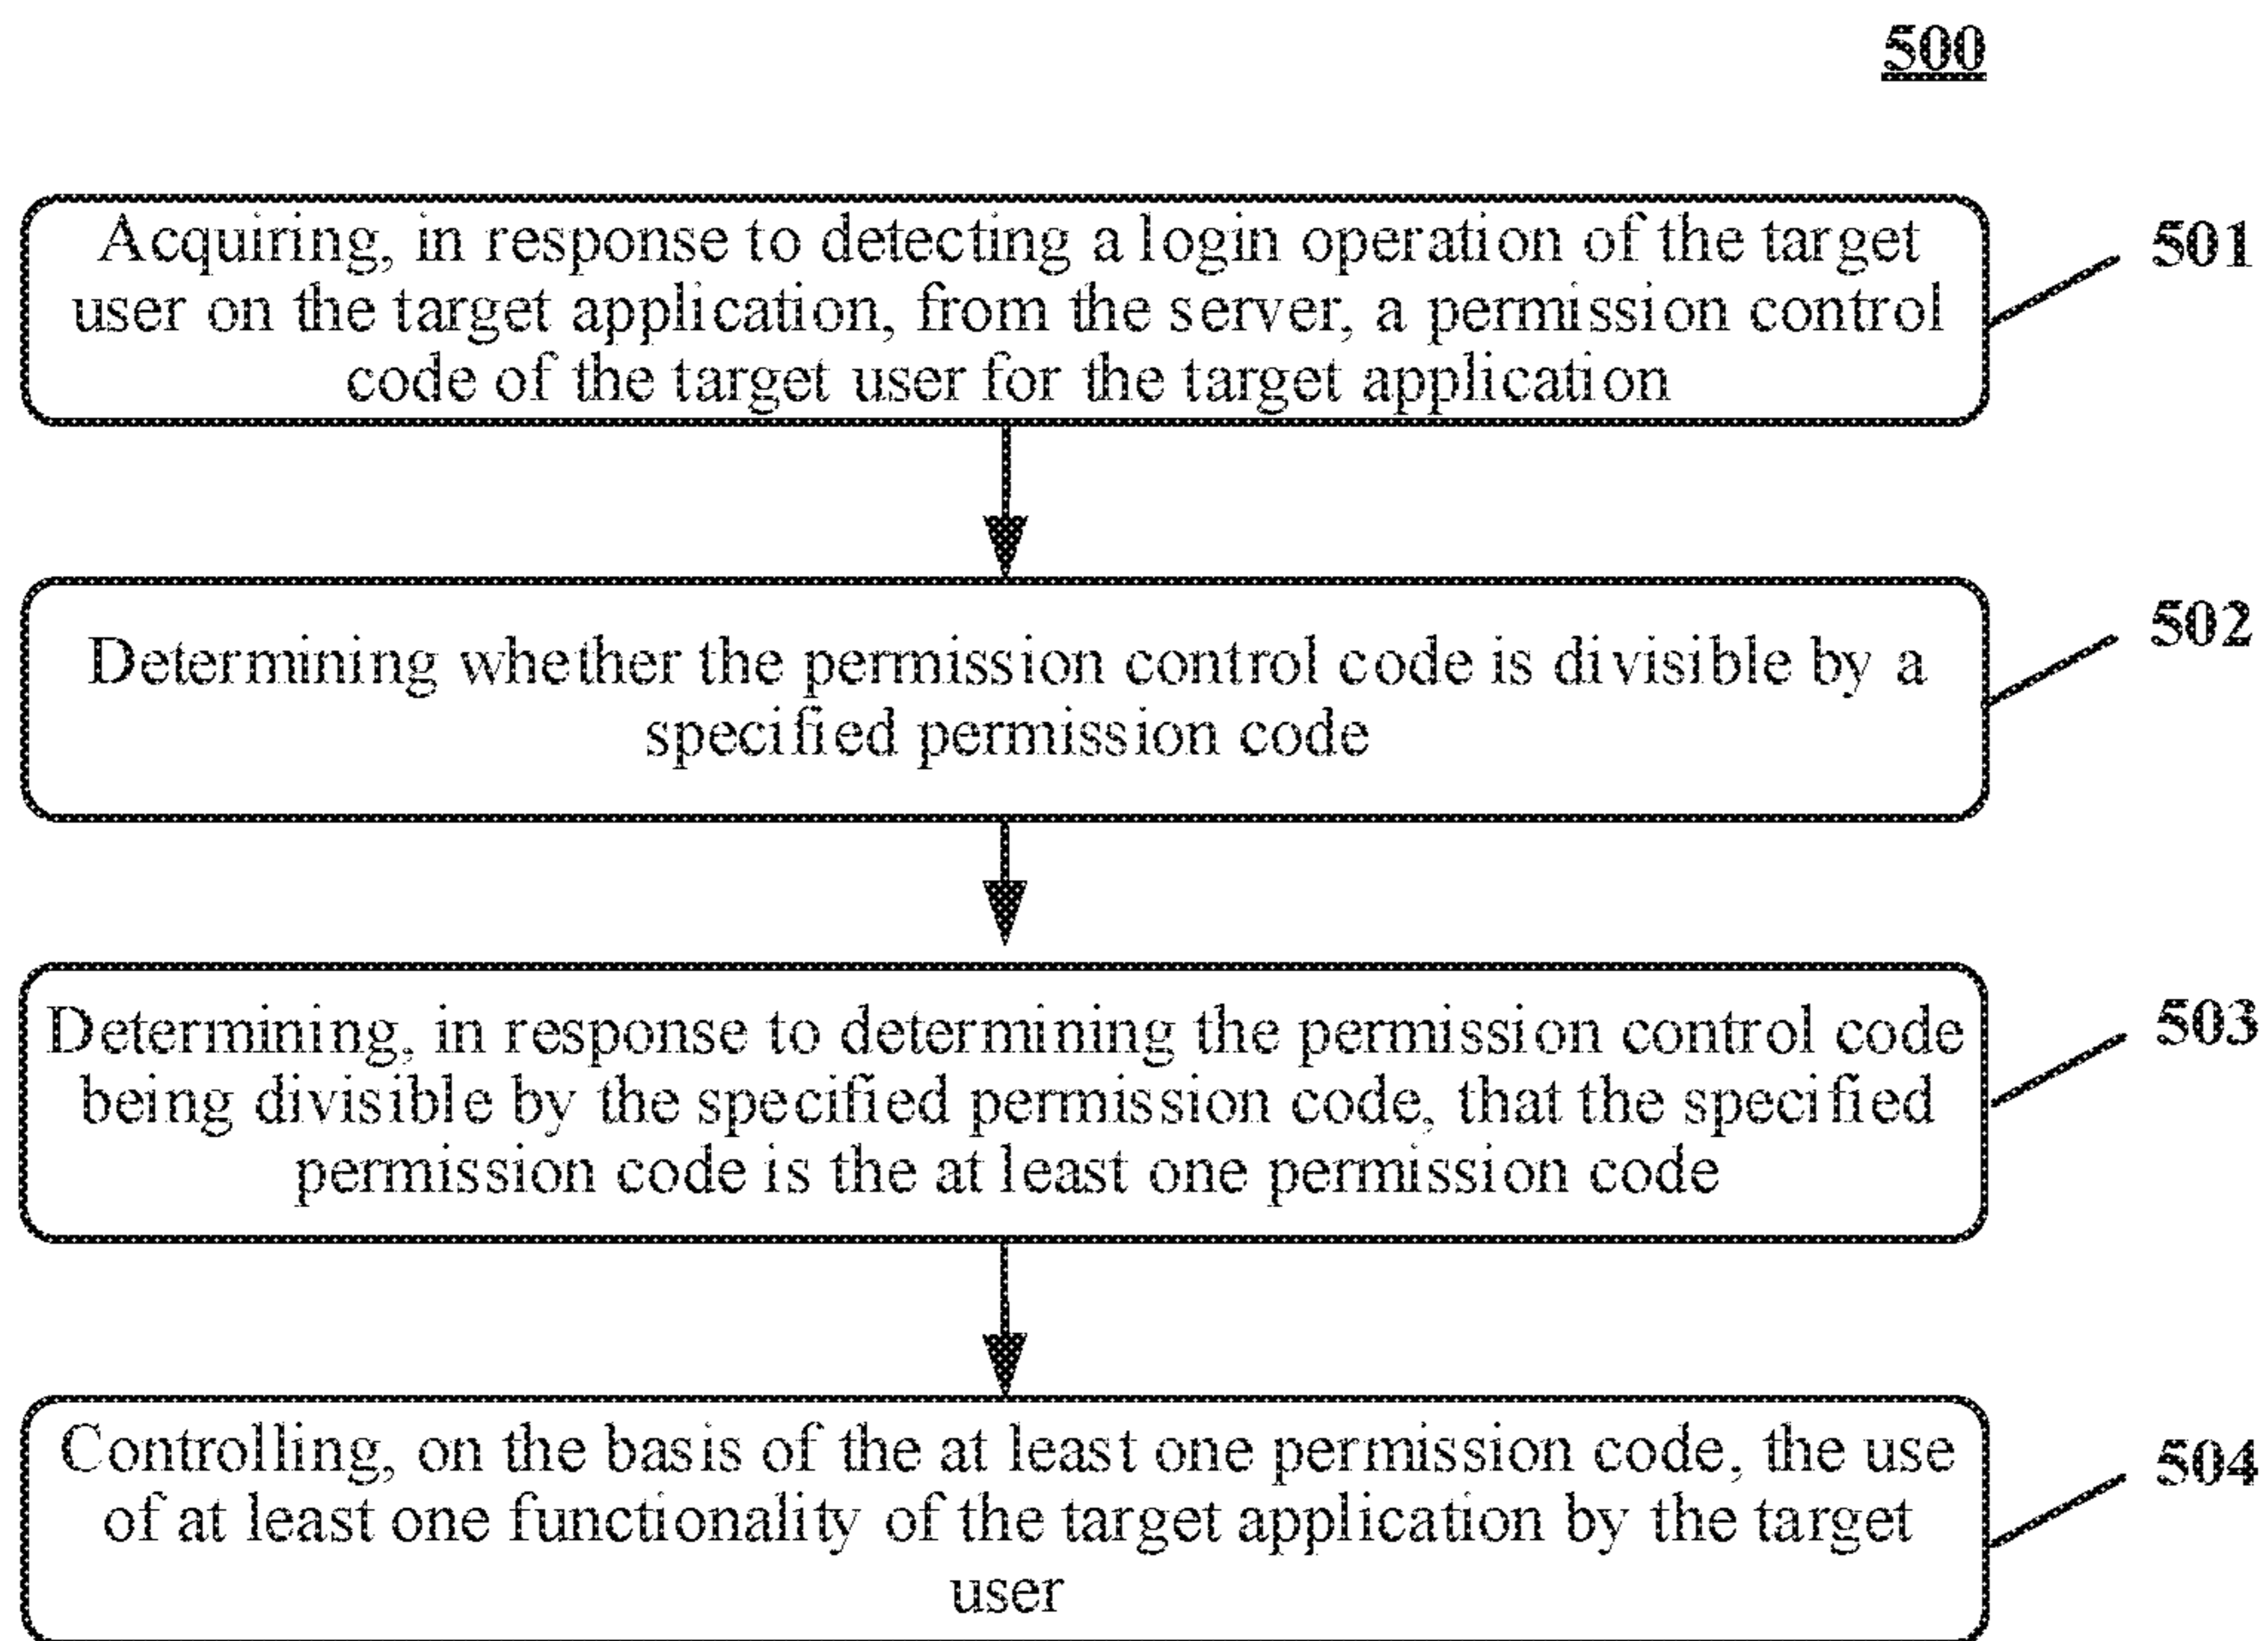 500
Acquiring, in response to detecting a login operation of the target
user on the target application, from the server, a permission control
code of the target user for the target application
501
Determining whether the permission control code is divisible by a
specified permission code
502
Determining, in response to determining the permission control code
being divisible by the specified permission code, that the specified
permission code is the at least one permission code
503
Controlling, on the basis of the at least one permission code, the use
of at least one functionality of the target application by the target
user
504